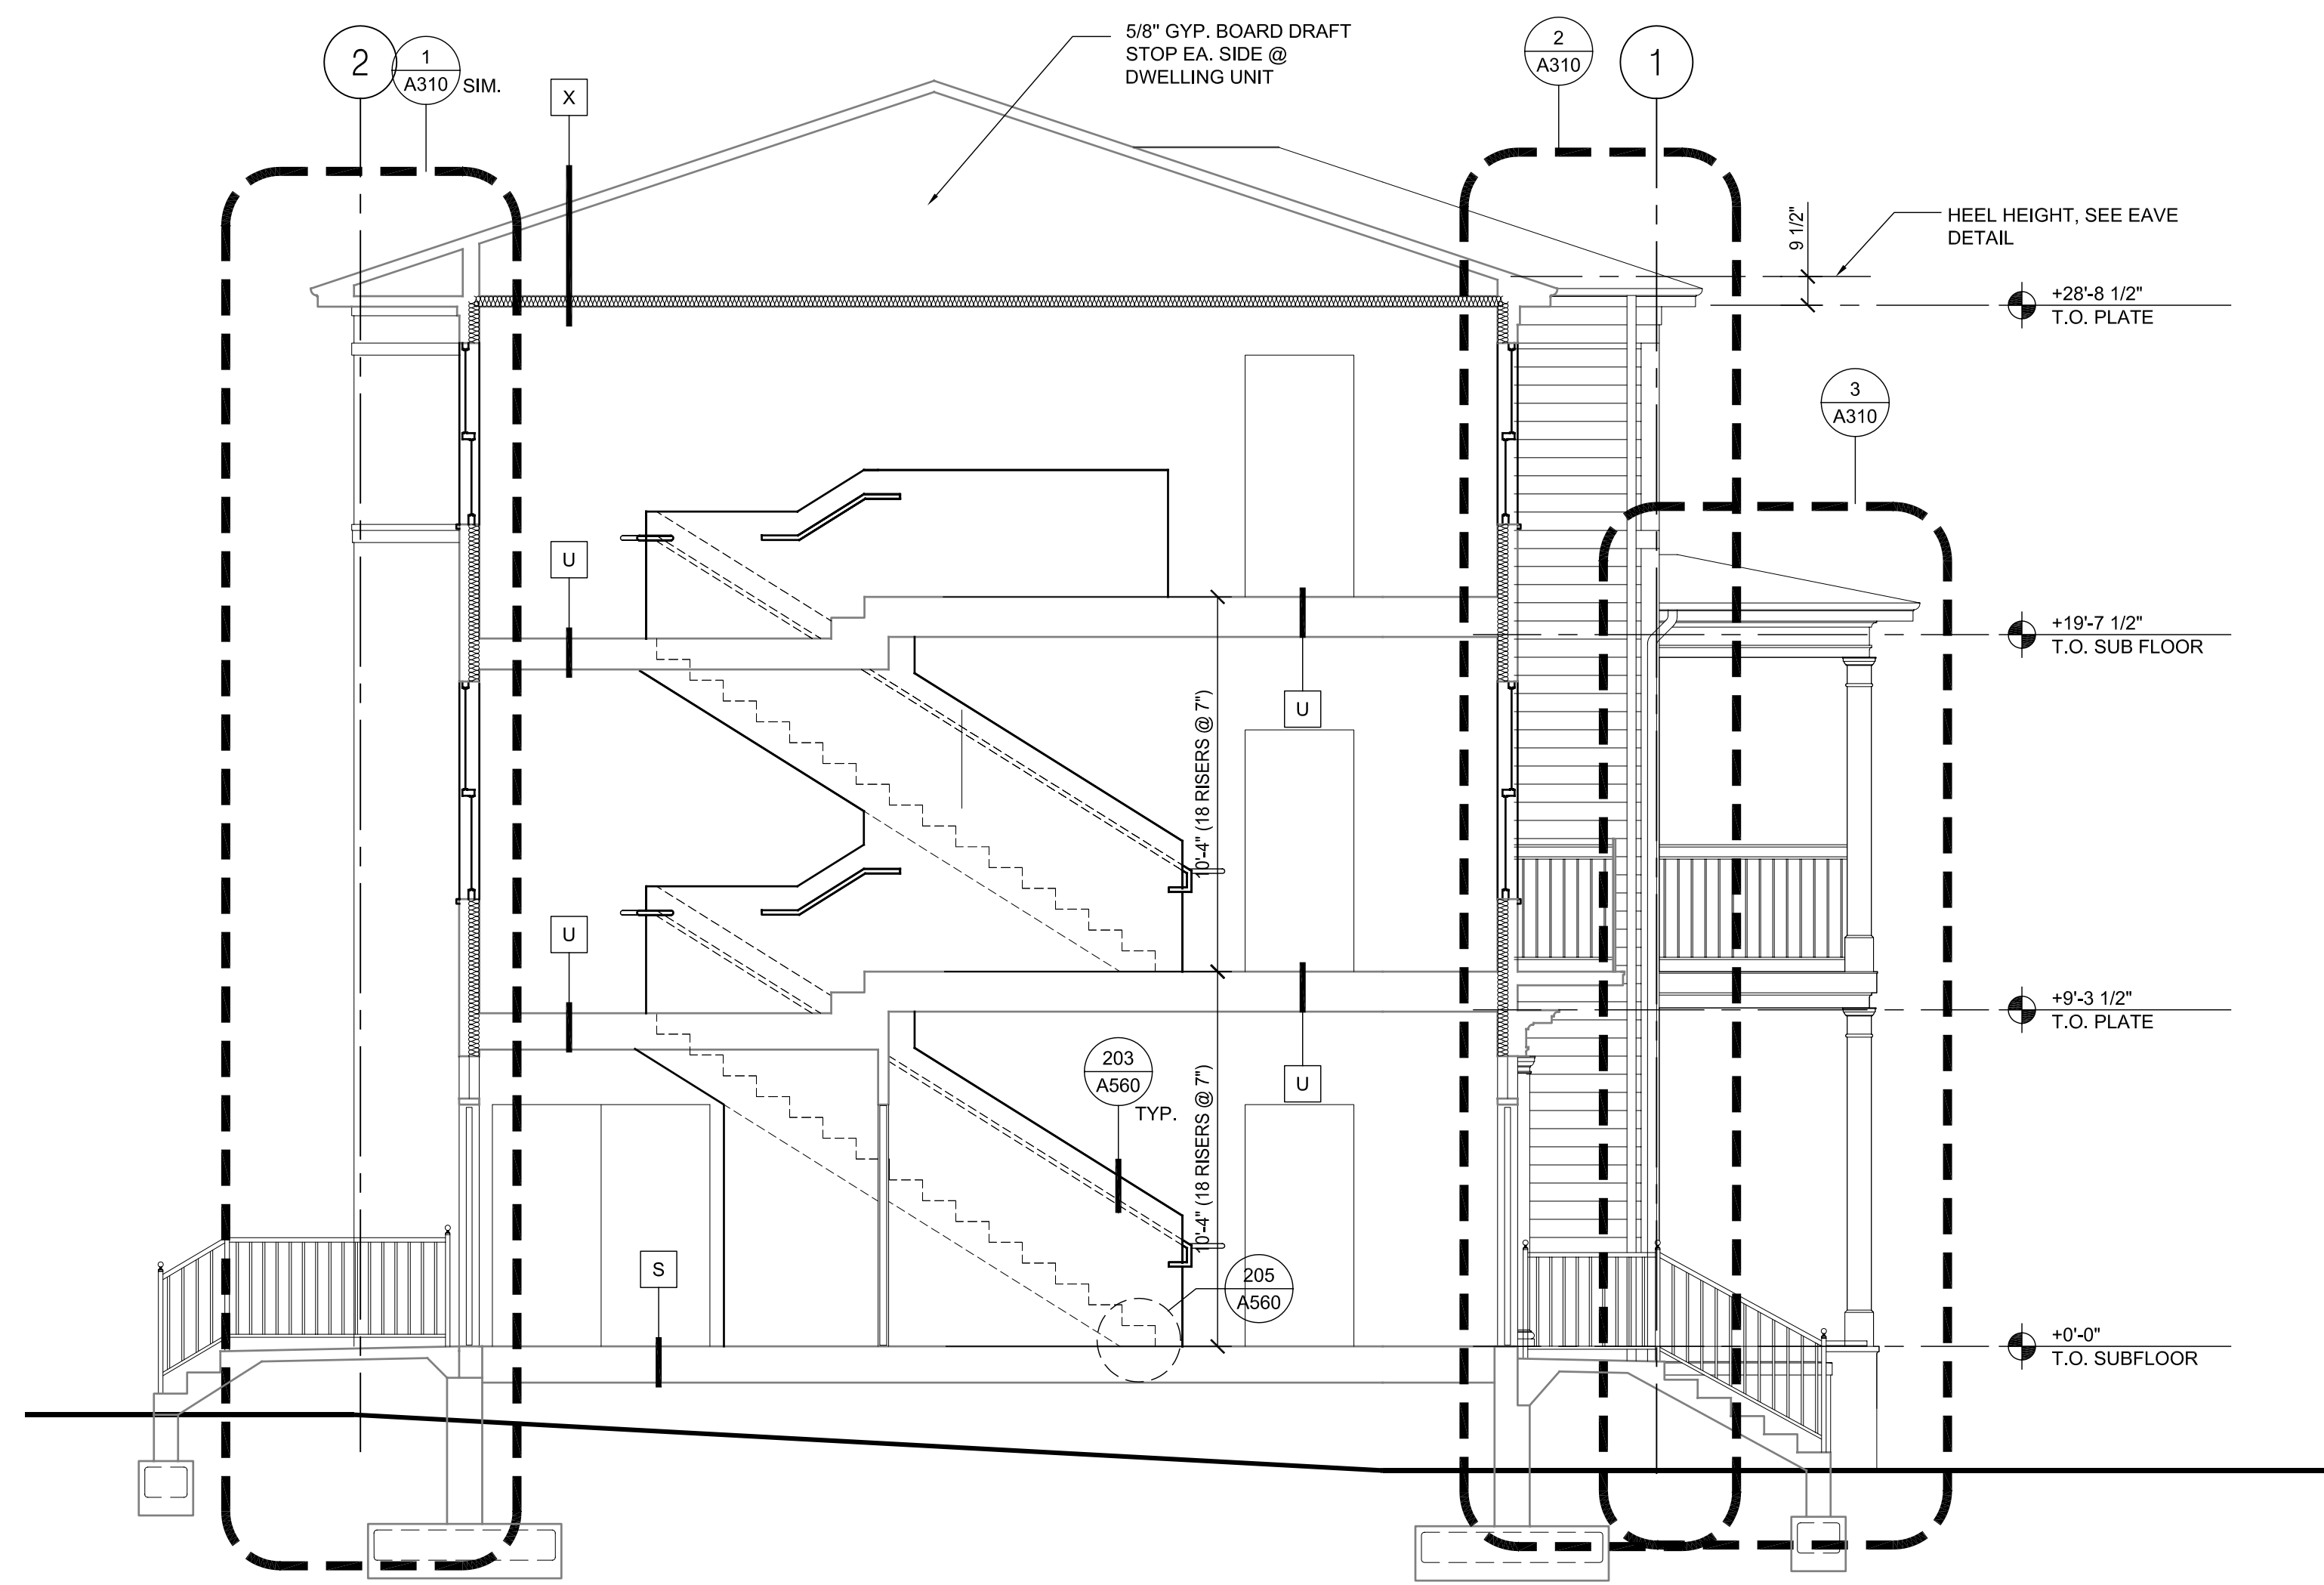 5/8" GYP. BOARD DRAFT
STOP EA. SIDE @
DWELLING UNIT
2
1
A310
SIM.
X
2
A310
1
9 1/2"
HEEL HEIGHT, SEE EAVE
DETAIL
+28'-8 1/2"
T.O. PLATE
3
A310
U
+19'-7 1/2"
T.O. SUB FLOOR
U
10'-4" (18 RISERS @ 7")
U
+9'-3 1/2"
T.O. PLATE
203
A560
TYP.
U
10'-4" (18 RISERS @ 7")
S
205
A560
+0'-0"
T.O. SUBFLOOR